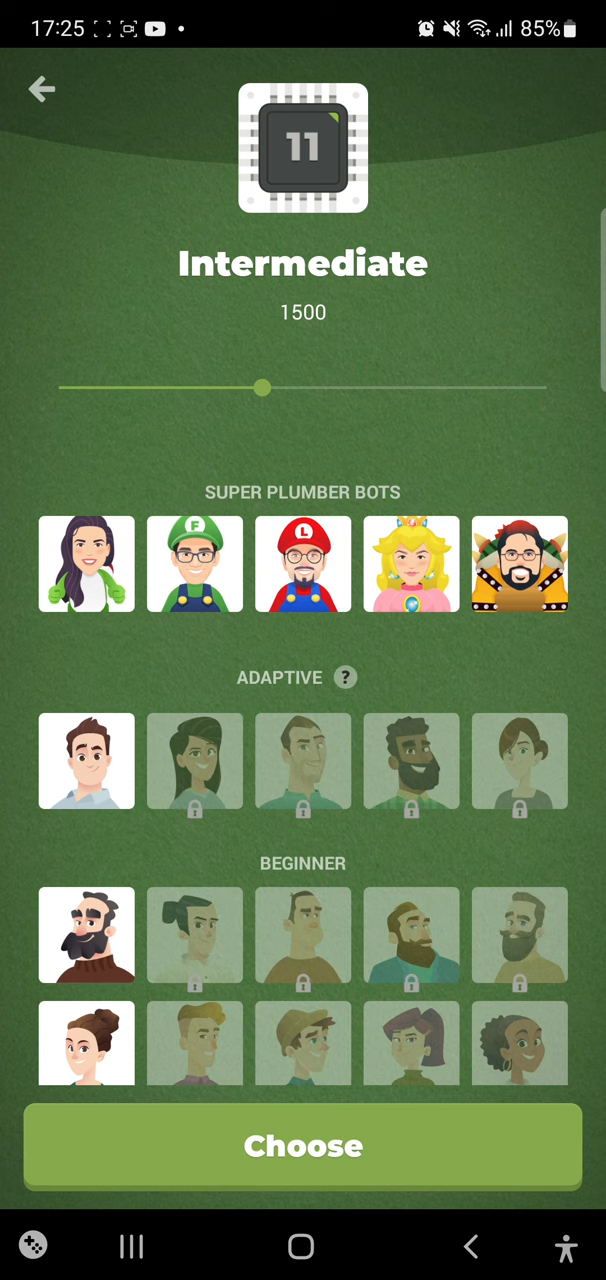 17:25
85%
11
Intermediate
1500
SUPER PLUMBER BOTS
F
L
ADAPTIVE ?
BEGINNER
Choose